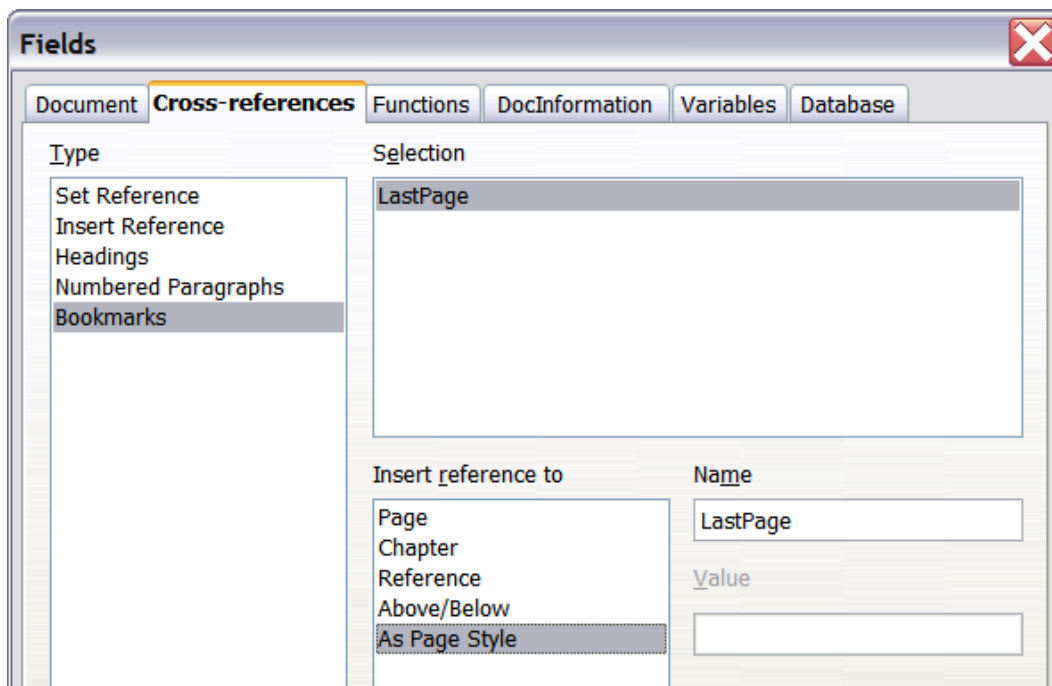 Fields
Document Cross-references Functions DocInformation Variables Database
Type
Set Reference
Insert Reference
Headings
Numbered Paragraphs
Bookmarks
Selection
LastPage
Insert reference to
Page
Chapter
Reference
Above/Below
As Page Style
Name
LastPage
Value